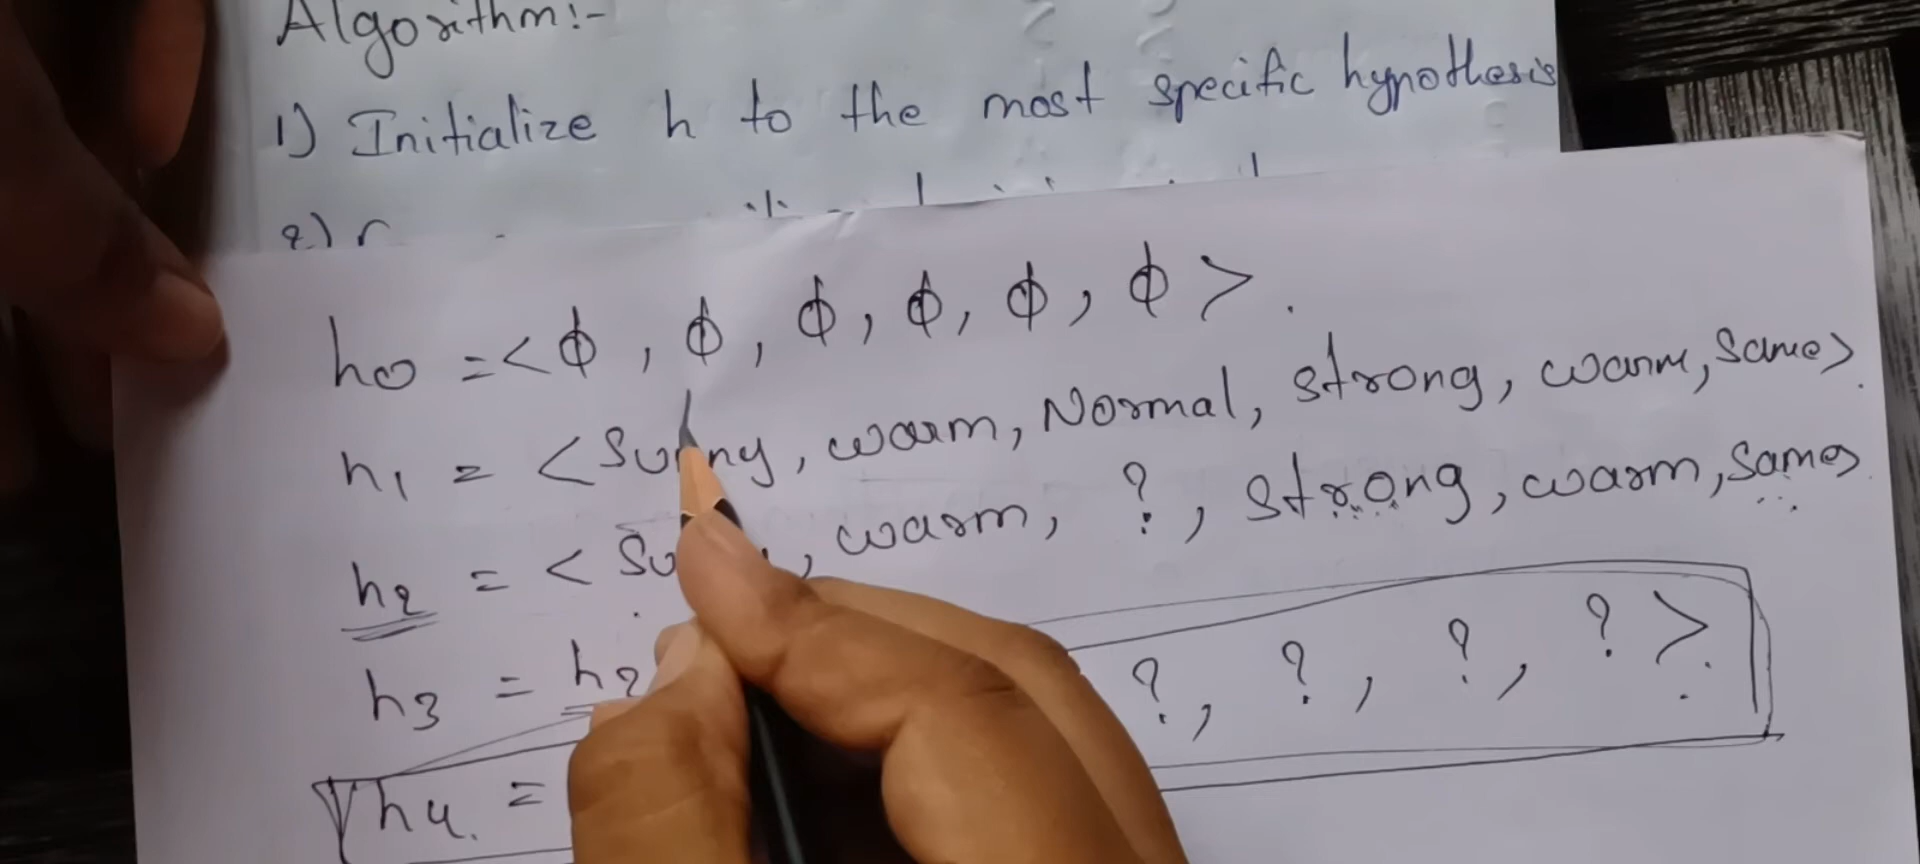 Algorithm:-
1) Initialize h to the most specific hypothesis
2)
h0 = <ϕ, ϕ, ϕ, ϕ, ϕ, ϕ>.
h1 = <Sunny, warm, Normal, strong, warm, Same>.
h2 = < , warm, ?, strong, warm, Same>
h3 = h2
h4. = ?, ?, ?, ?>.